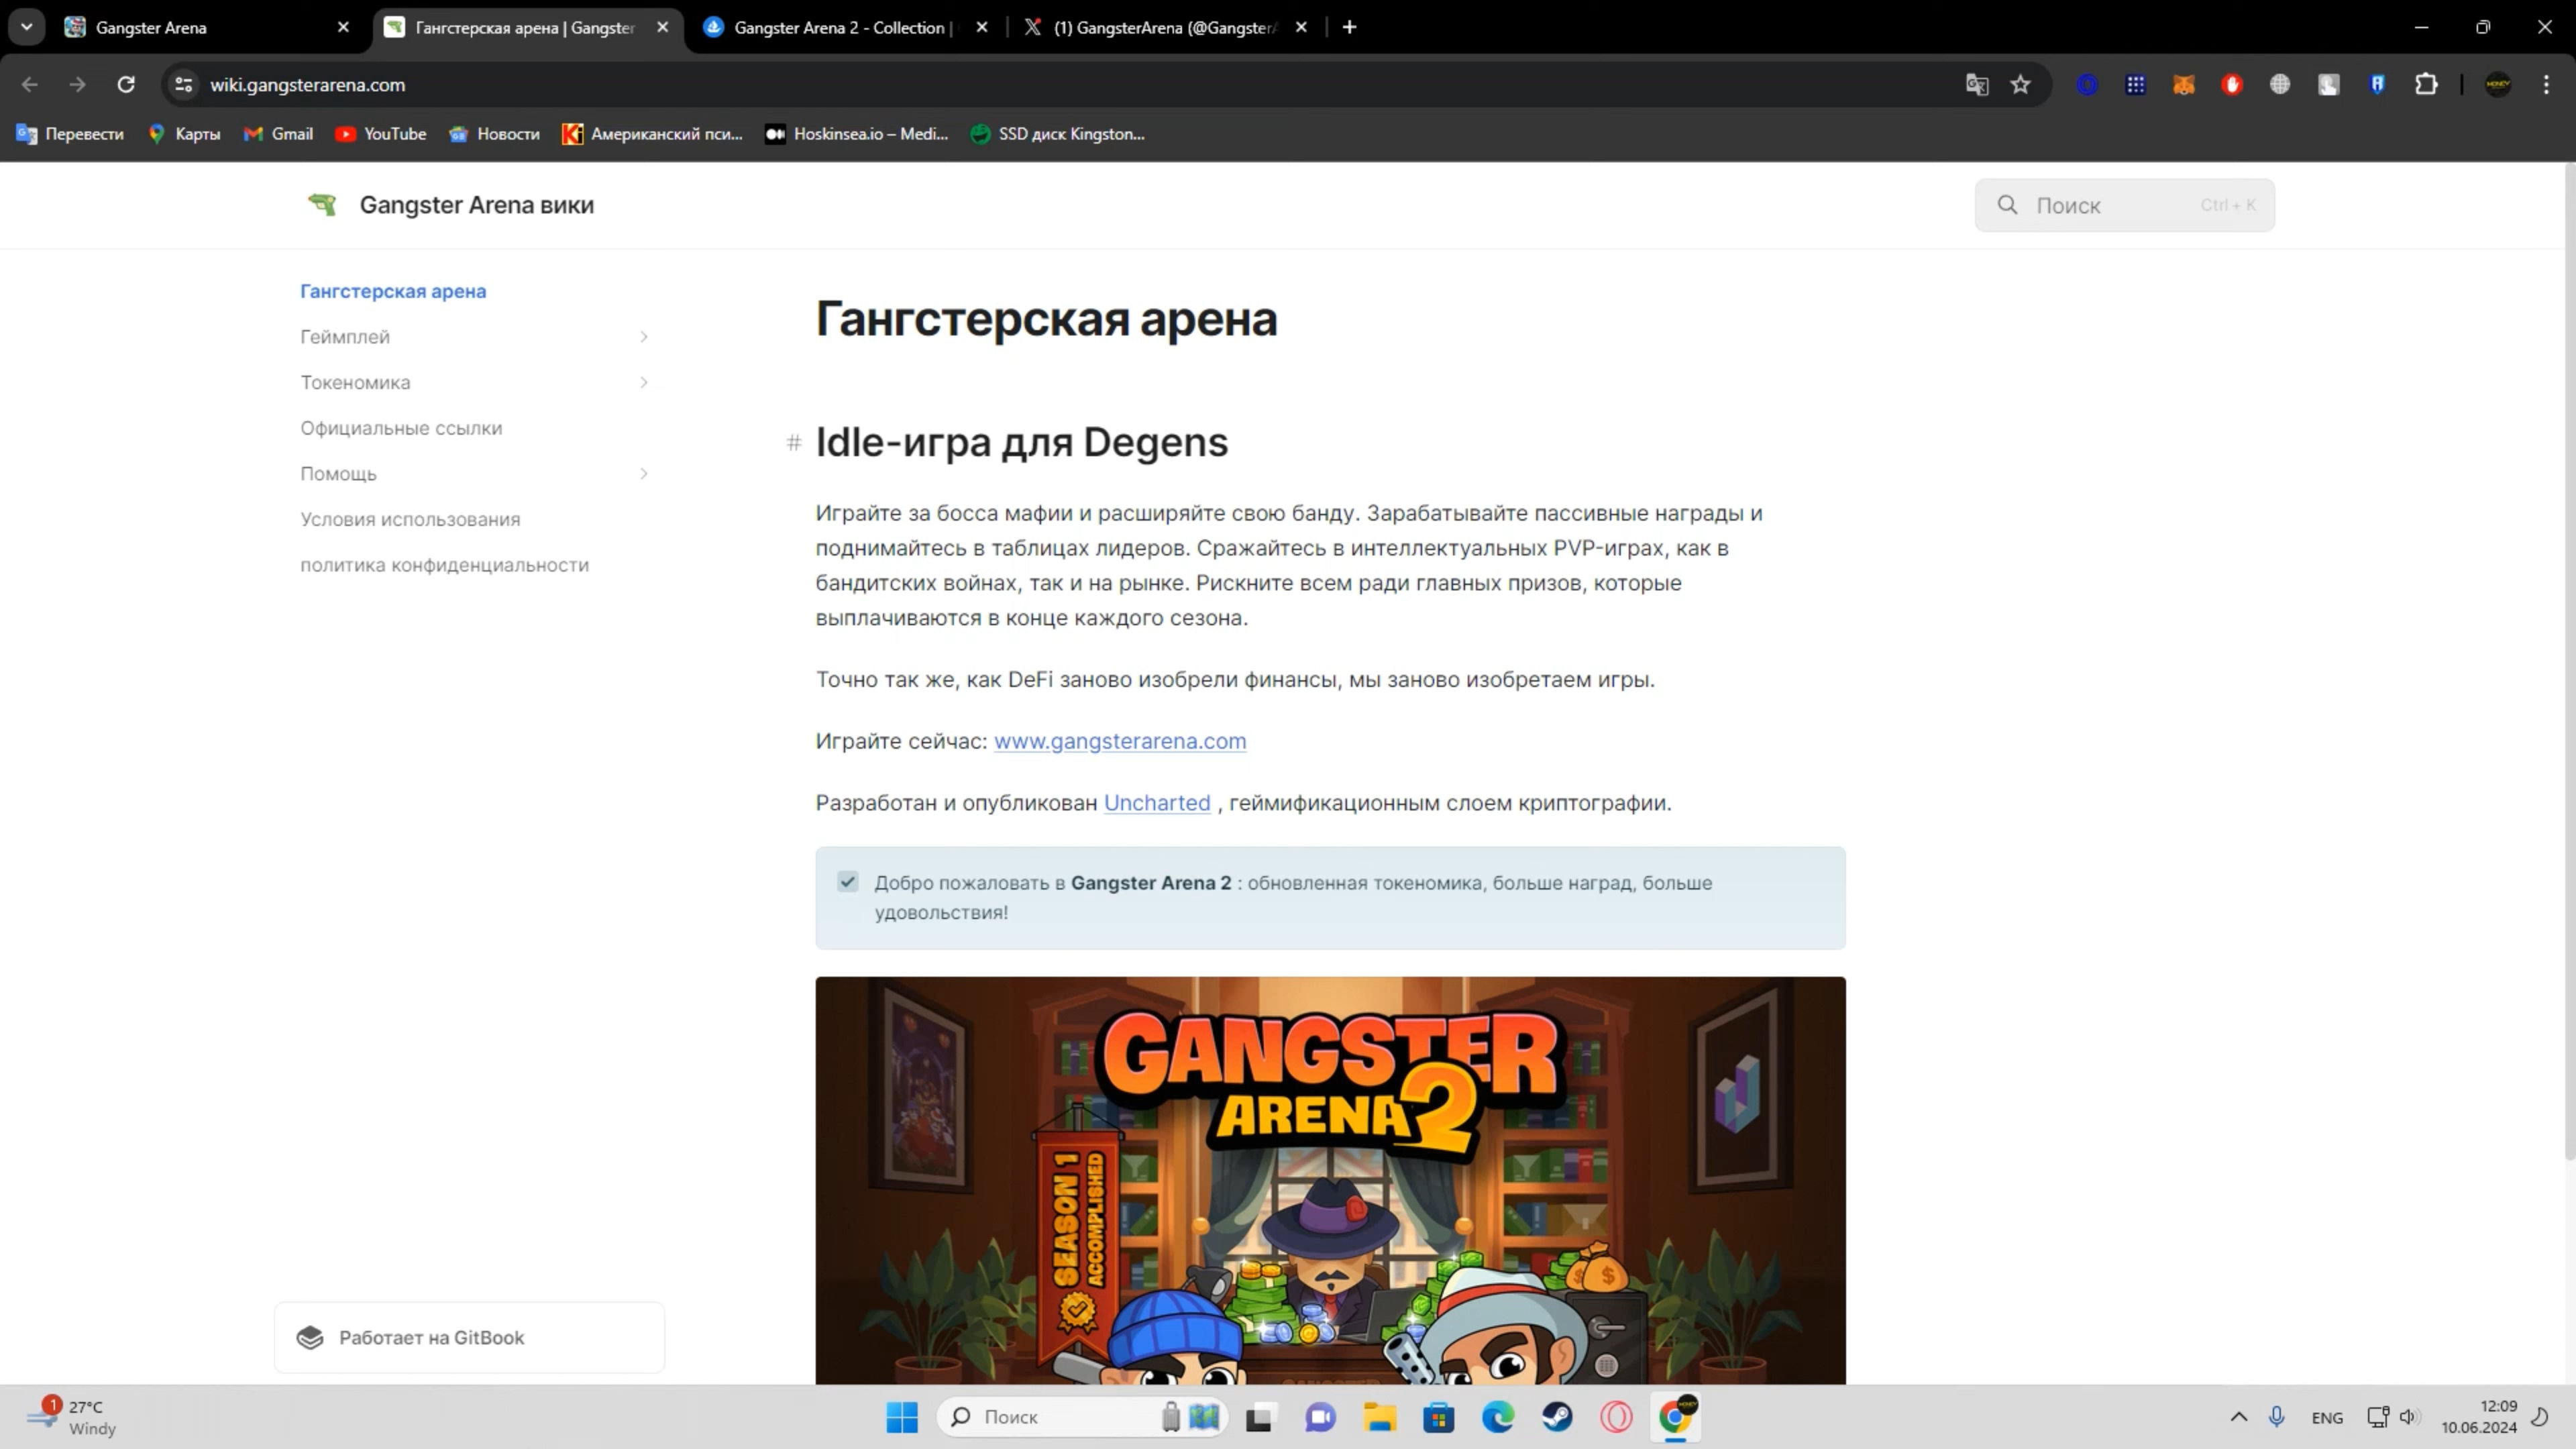 Gangster Arena
Гангстерская арена | Gangster
Gangster Arena 2 - Collection |
(1) GangsterArena (@GangsterA
wiki.gangsterarena.com
Перевести
Карты
Gmail
YouTube
Новости
Американский пси...
Hoskinsea.io – Medi...
SSD диск Kingston...
Gangster Arena вики
Поиск
Ctrl + K
Гангстерская арена
Геймплей
Токеномика
Официальные ссылки
Помощь
Условия использования
политика конфиденциальности
Гангстерская арена
# Idle-игра для Degens
Играйте за босса мафии и расширяйте свою банду. Зарабатывайте пассивные награды и
поднимайтесь в таблицах лидеров. Сражайтесь в интеллектуальных PVP-играх, как в
бандитских войнах, так и на рынке. Рискните всем ради главных призов, которые
выплачиваются в конце каждого сезона.
Точно так же, как DeFi заново изобрели финансы, мы заново изобретаем игры.
Играйте сейчас: www.gangsterarena.com
Разработан и опубликован Uncharted , геймификационным слоем криптографии.
Добро пожаловать в Gangster Arena 2 : обновленная токеномика, больше наград, больше
удовольствия!
GANGSTER
ARENA 2
SEASON 1
ACCOMPLISHED
Работает на GitBook
1
27°C
Windy
Поиск
ENG
12:09
10.06.2024